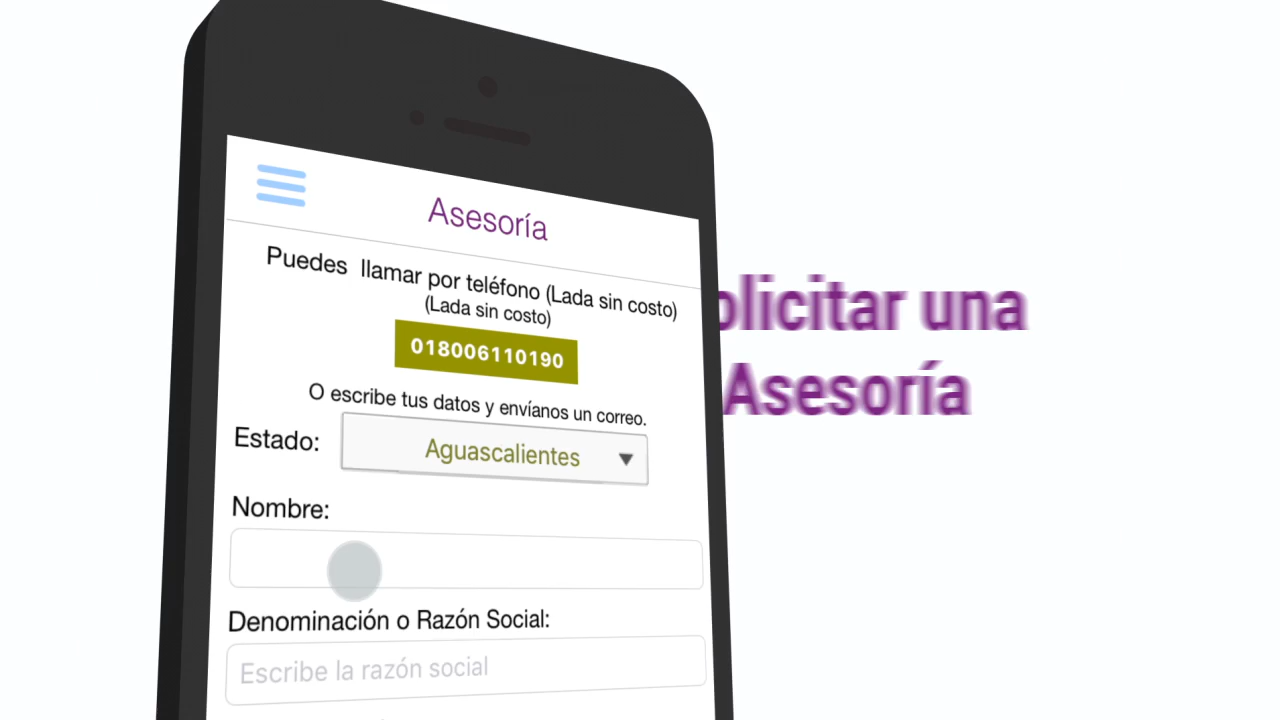 Asesoría
Puedes llamar por teléfono (Lada sin costo)
(Lada sin costo)
018006110190
O escribe tus datos y envíanos un correo.
Estado:
Aguascalientes
Nombre:
Denominación o Razón Social:
Escribe la razón social
olicitar una
Asesoría